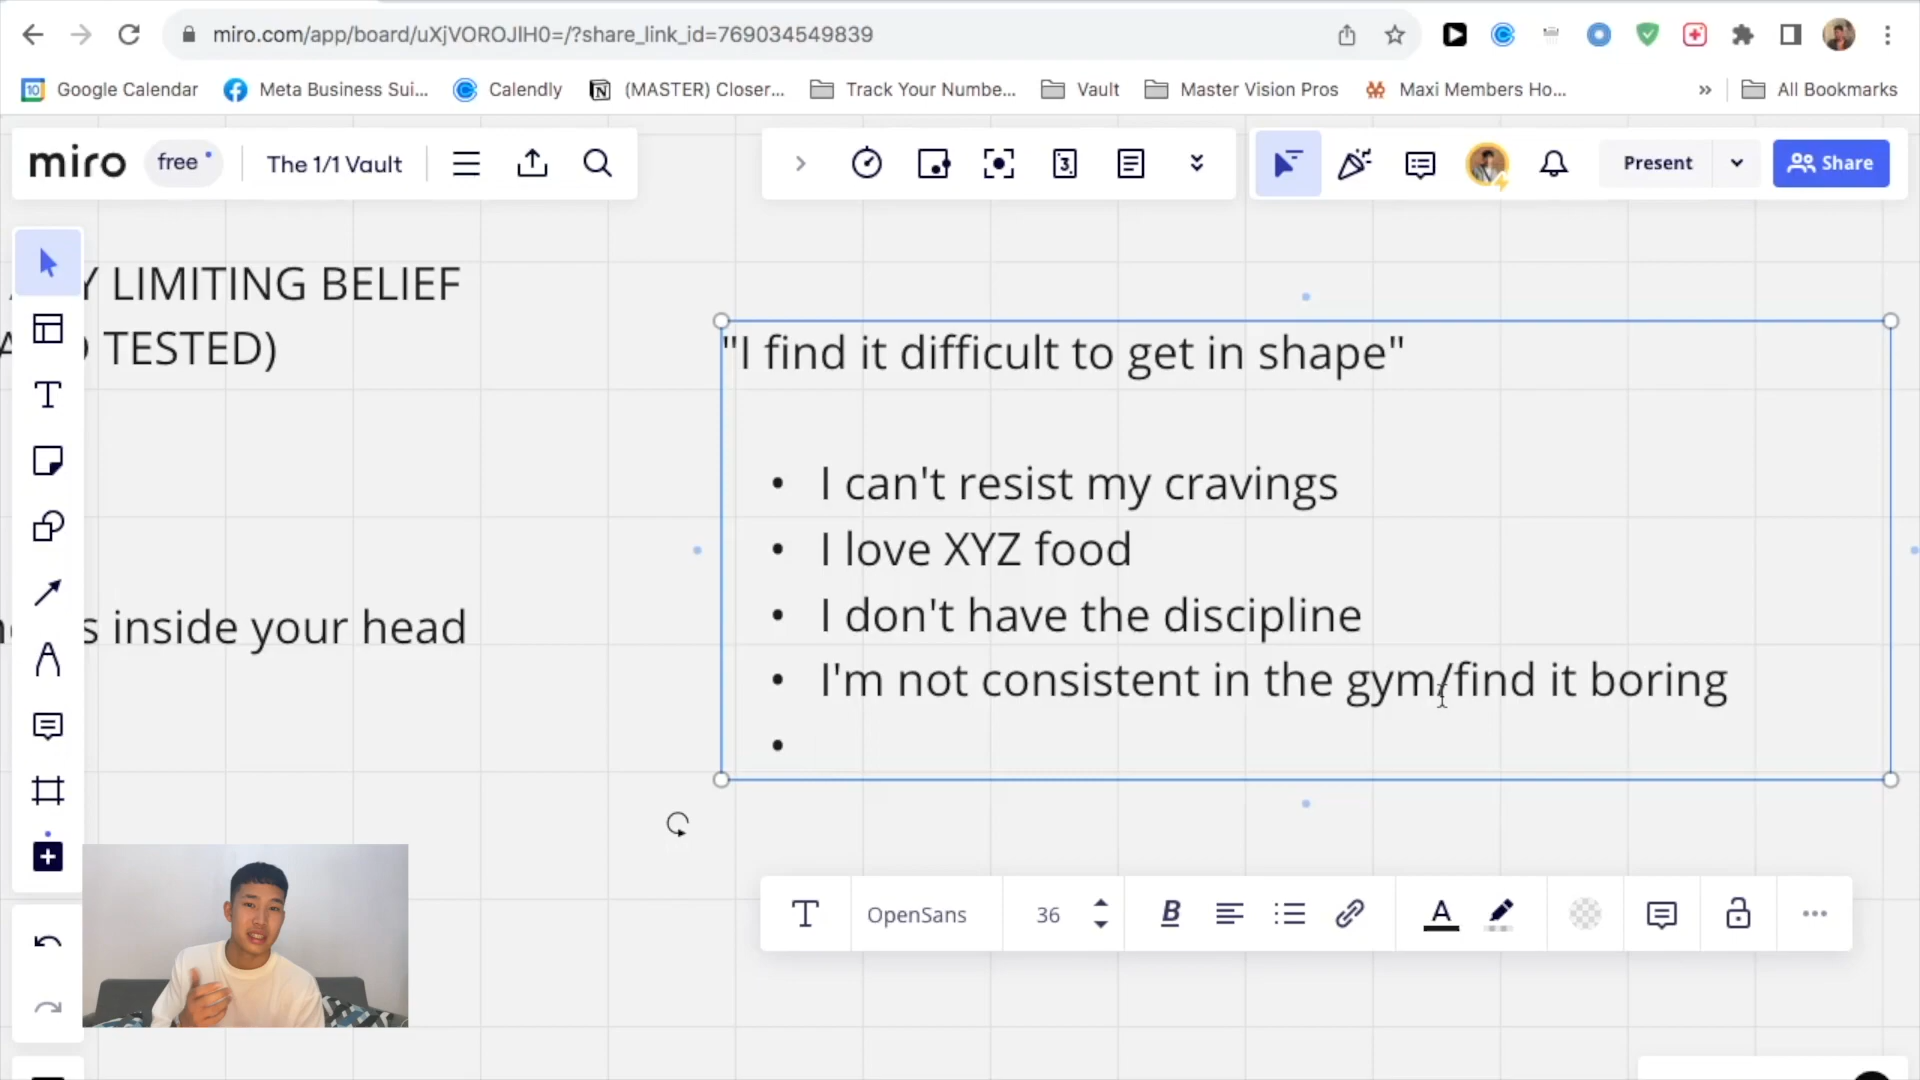 miro.com/app/board/uXjVOROJlH0=/?share_link_id=769034549839
10 Google Calendar Meta Business Sui... Calendly (MASTER) Closer... Track Your Numbe... Vault Master Vision Pros Maxi Members Ho... » All Bookmarks
miro free The 1/1 Vault 3 Present Share
Y LIMITING BELIEF
TESTED)
s inside your head
"I find it difficult to get in shape"
• I can't resist my cravings
• I love XYZ food
• I don't have the discipline
• I'm not consistent in the gym/find it boring
•
T OpenSans 36 B A